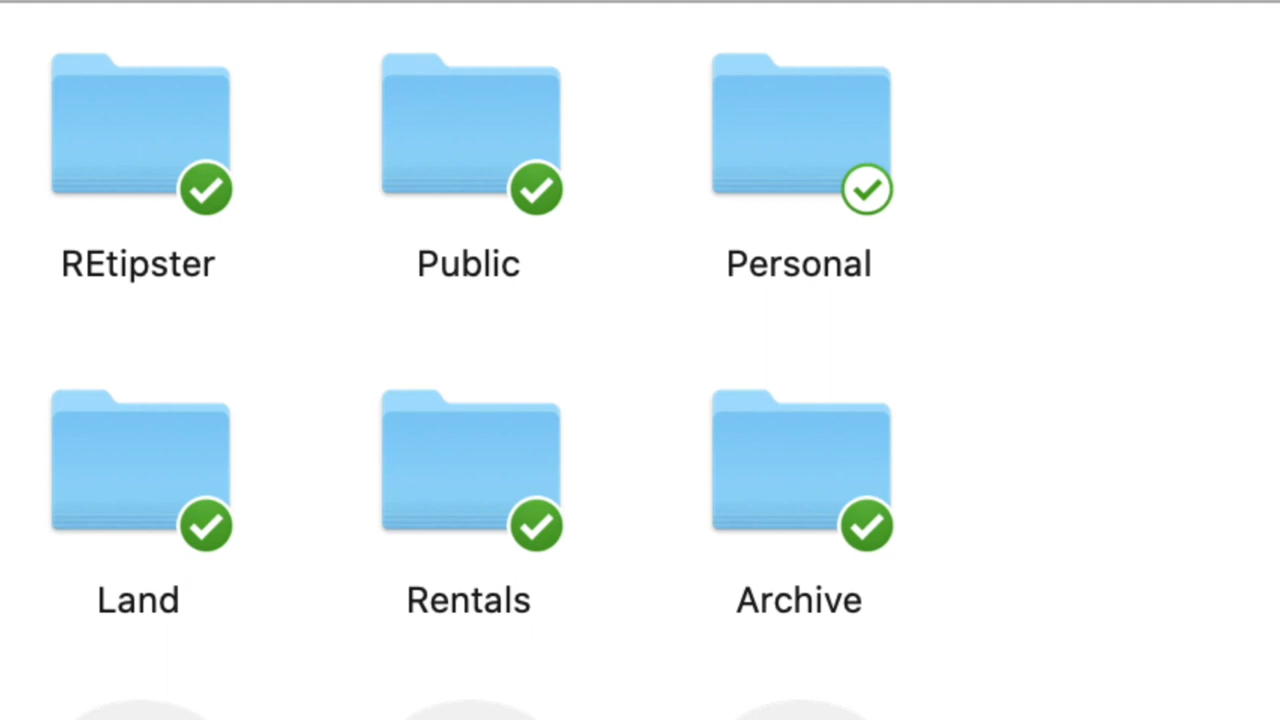 REtipster
Public
Personal
Land
Rentals
Archive